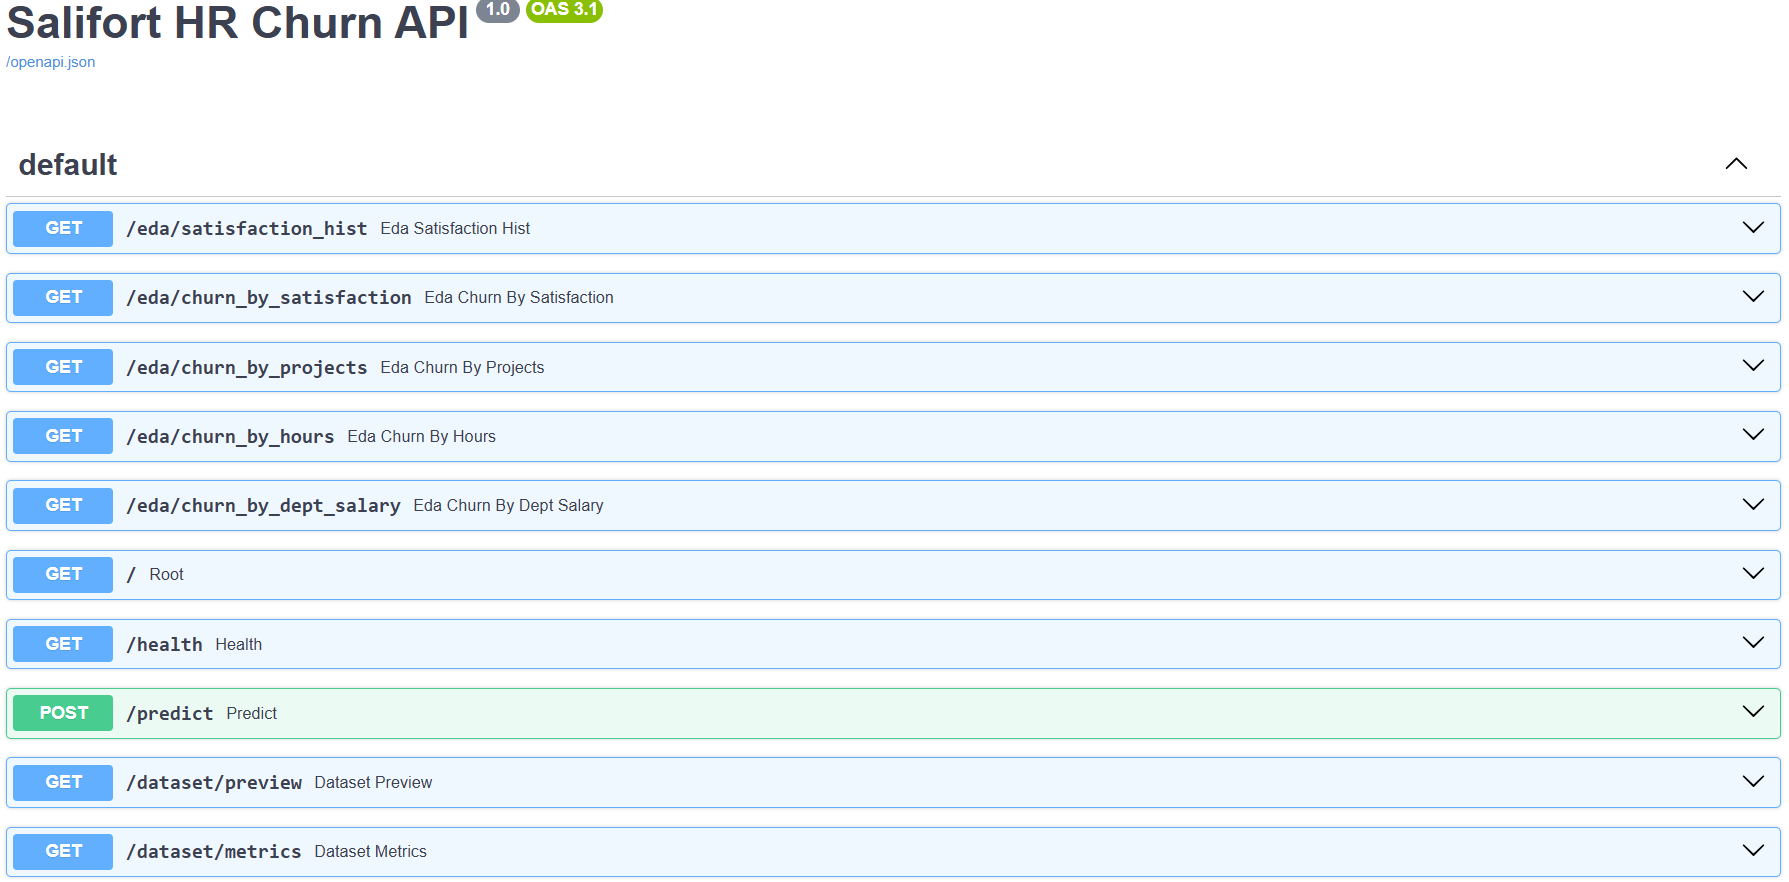 Salifort HR Churn API 1.0 OAS 3.1
/openapi.json
default
GET /eda/satisfaction_hist Eda Satisfaction Hist
GET /eda/churn_by_satisfaction Eda Churn By Satisfaction
GET /eda/churn_by_projects Eda Churn By Projects
GET /eda/churn_by_hours Eda Churn By Hours
GET /eda/churn_by_dept_salary Eda Churn By Dept Salary
GET / Root
GET /health Health
POST /predict Predict
GET /dataset/preview Dataset Preview
GET /dataset/metrics Dataset Metrics